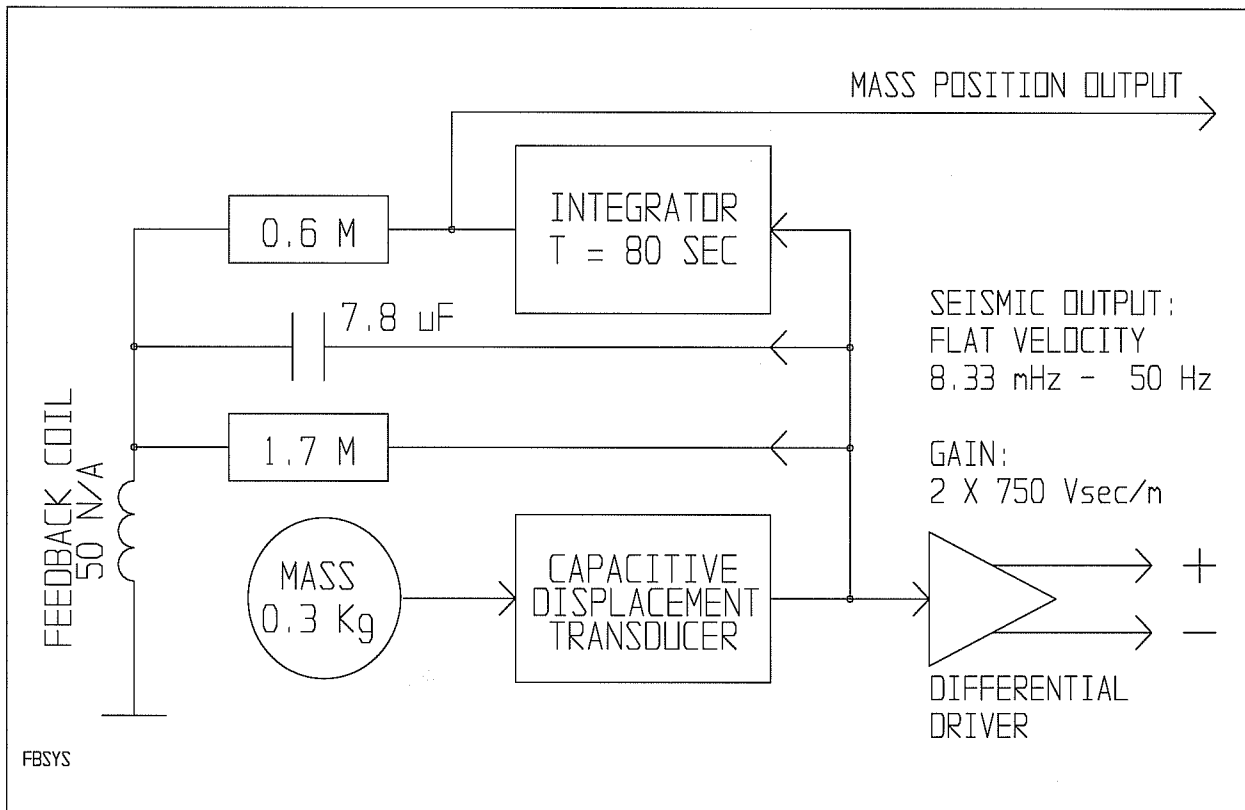 MASS POSITION OUTPUT
INTEGRATOR
T = 80 SEC
0.6 M
7.8 uF
1.7 M
SEISMIC OUTPUT:
FLAT VELOCITY
8.33 mHz - 50 Hz
GAIN:
2 X 750 Vsec/m
FEEDBACK COIL
50 N/A
MASS
0.3 Kg
CAPACITIVE
DISPLACEMENT
TRANSDUCER
+
-
DIFFERENTIAL
DRIVER
FBSYS